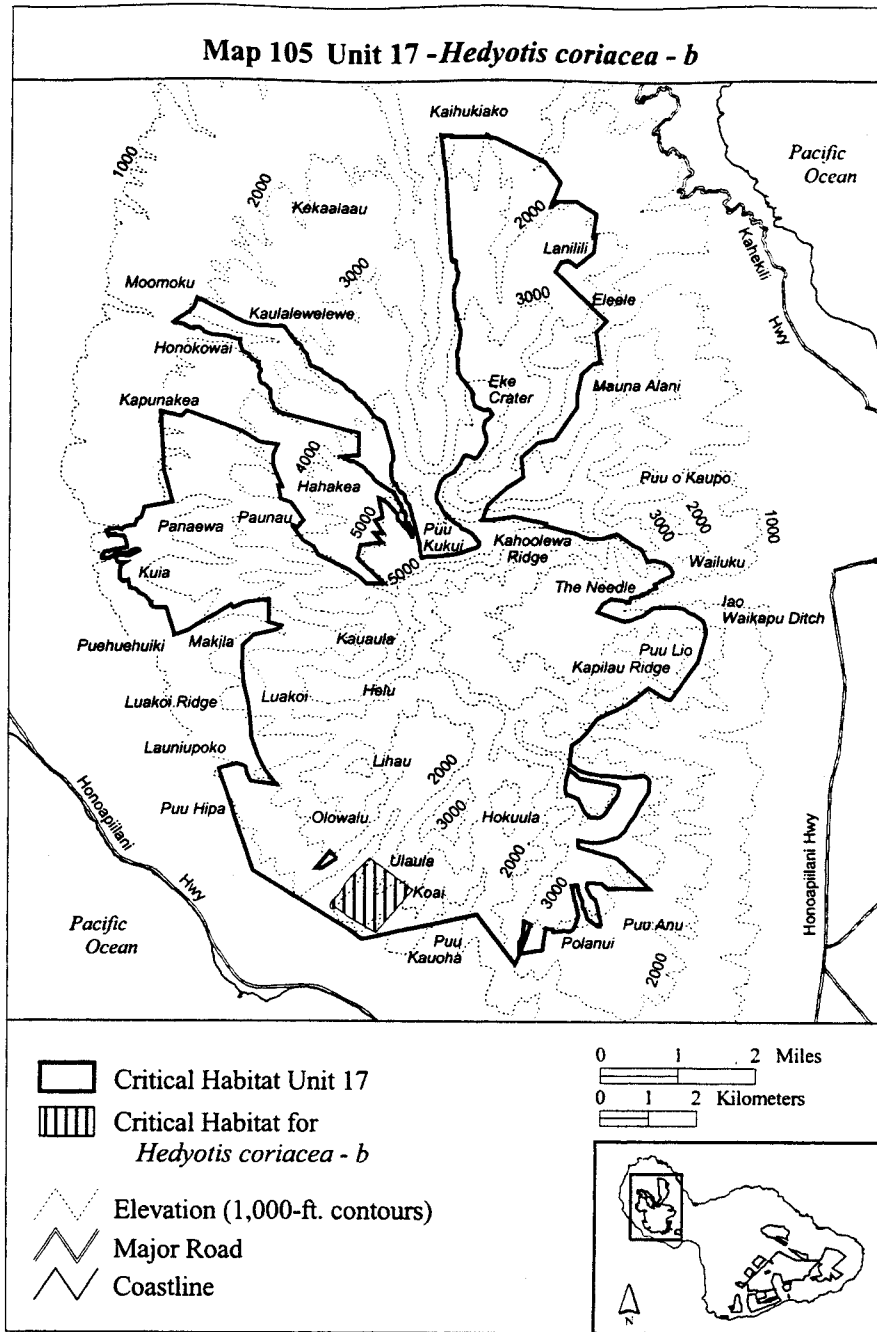 Map 105 Unit 17 -Hedyotis coriacea - b
Kaihukiako
Pacific
Ocean
1000
2000
Kekaalaau
2000
Lanilili
Kahekili
Hwy
3000
3000
Moomoku
Kaulalewelewe
Eleele
Honokowai
Eke
Crater
Mauna Alani
Kapunakea
4000
Hahakea
Puu o Kaupo
Panaewa
Paunau
5000
Puu
Kukui
Kahoolewa
Ridge
3000
2000
1000
Wailuku
Kuia
5000
The Needle
Iao
Waikapu Ditch
Puehuehuiki
Makila
Kauaula
Puu Lio
Kapilau Ridge
Luakoi Ridge
Luakoi
Helu
Launiupoko
Lihau
2000
Puu Hipa
Olowalu
3000
Hokuula
Honoapiilani
Hwy
Honoapiilani Hwy
Ulaula
2000
Koai
3000
Pacific
Ocean
Puu
Kauoha
Polanui
Puu Anu
2000
Critical Habitat Unit 17
Critical Habitat for
Hedyotis coriacea - b
Elevation (1,000-ft. contours)
Major Road
Coastline
0 1 2 Miles
0 1 2 Kilometers
N